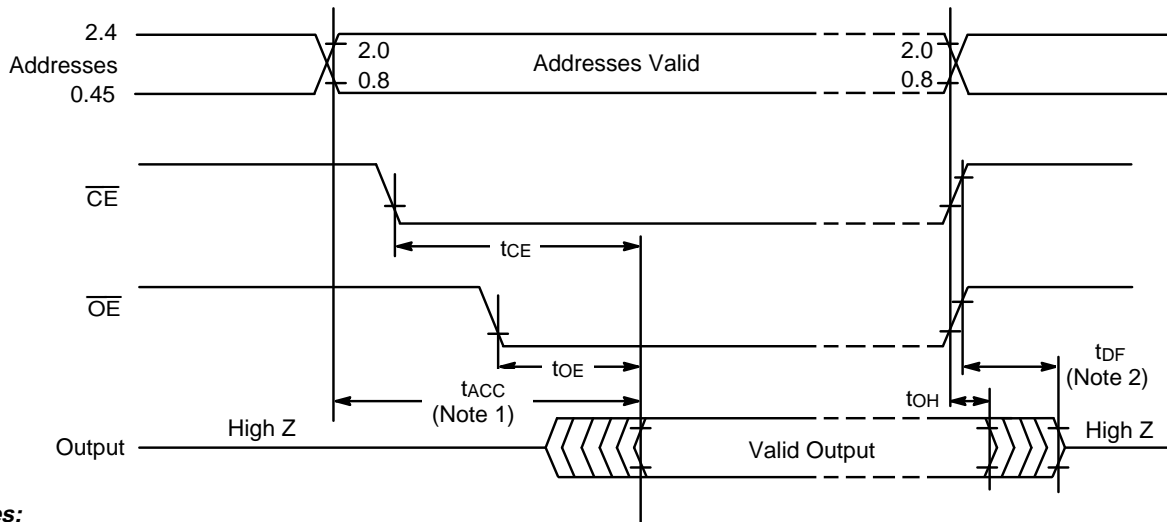 2.4
Addresses
0.45
2.0
0.8
Addresses Valid
2.0
0.8
CE
tCE
OE
tOE
tACC
(Note 1)
tOH
tDF
(Note 2)
Output
High Z
Valid Output
High Z
es: